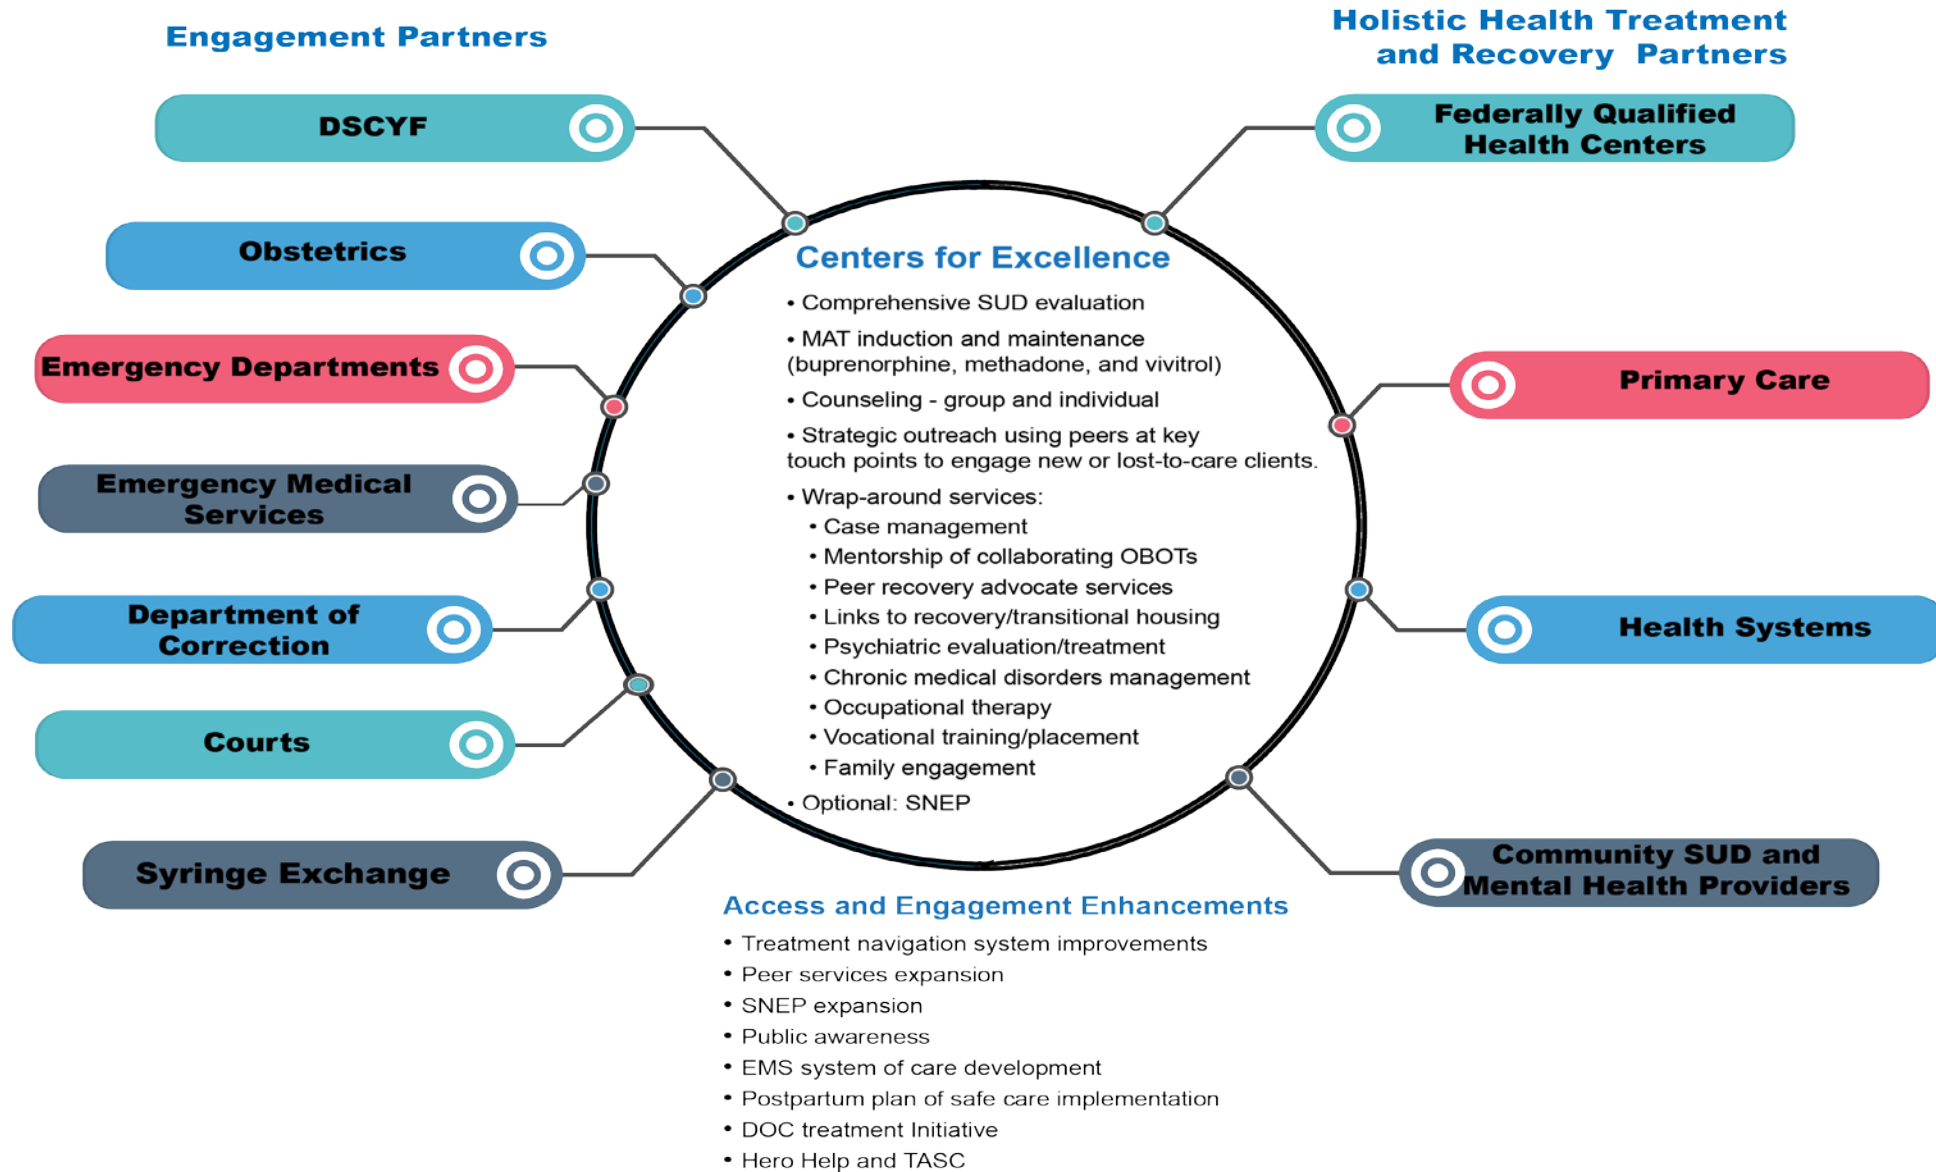 Engagement Partners
DSCYF
Obstetrics
Emergency Departments
Emergency Medical
Services
Department of
Correction
Courts
Syringe Exchange
Centers for Excellence
• Comprehensive SUD evaluation
• MAT induction and maintenance
(buprenorphine, methadone, and vivitrol)
• Counseling - group and individual
• Strategic outreach using peers at key
touch points to engage new or lost-to-care clients.
• Wrap-around services:
• Case management
• Mentorship of collaborating OBOTs
• Peer recovery advocate services
• Links to recovery/transitional housing
• Psychiatric evaluation/treatment
• Chronic medical disorders management
• Occupational therapy
• Vocational training/placement
• Family engagement
• Optional: SNEP
Holistic Health Treatment
and Recovery Partners
Federally Qualified
Health Centers
Primary Care
Health Systems
Community SUD and
Mental Health Providers
Access and Engagement Enhancements
• Treatment navigation system improvements
• Peer services expansion
• SNEP expansion
• Public awareness
• EMS system of care development
• Postpartum plan of safe care implementation
• DOC treatment Initiative
• Hero Help and TASC